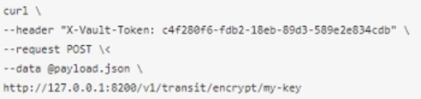 curl \
--header "X-Vault-Token: c4f280f6-fdb2-18eb-89d3-589e2e834cdb" \
--request POST \<
--data @payload.json \
http://127.0.0.1:8200/v1/transit/encrypt/my-key